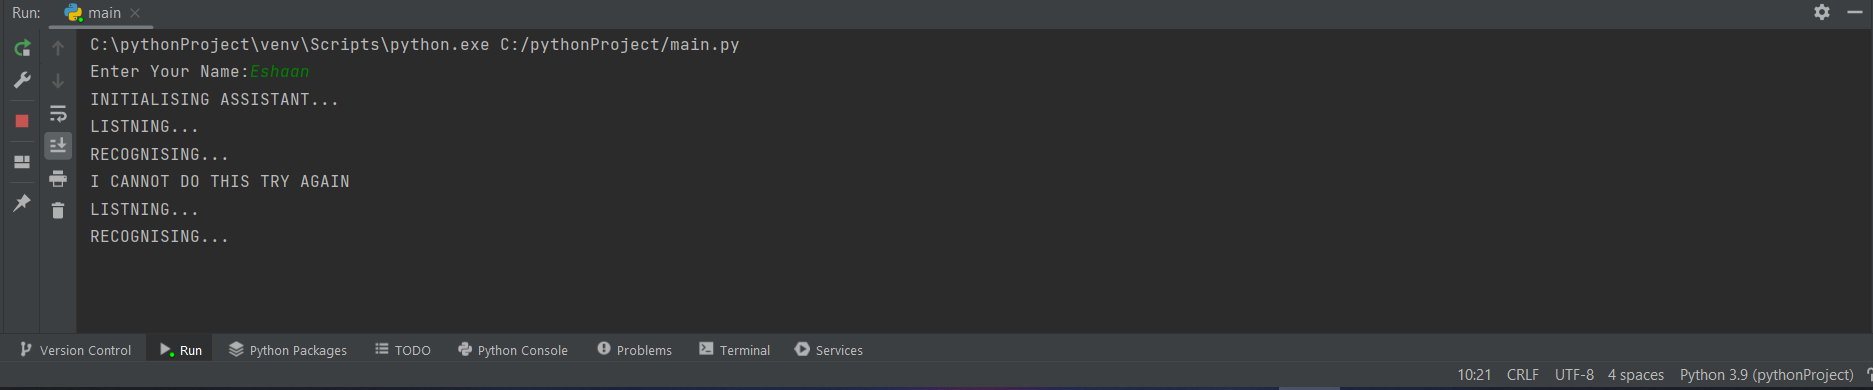 Run: main
C:\pythonProject\venv\Scripts\python.exe C:/pythonProject/main.py
Enter Your Name:Eshaan
INITIALISING ASSISTANT...
LISTNING...
RECOGNISING...
I CANNOT DO THIS TRY AGAIN
LISTNING...
RECOGNISING...
Version Control Run Python Packages TODO Python Console Problems Terminal Services
10:21 CRLF UTF-8 4 spaces Python 3.9 (pythonProject)